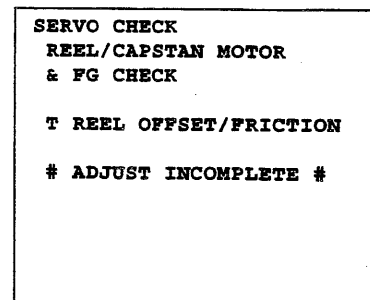 SERVO CHECK
REEL/CAPSTAN MOTOR
& FG CHECK
T REEL OFFSET/FRICTION
# ADJUST INCOMPLETE #